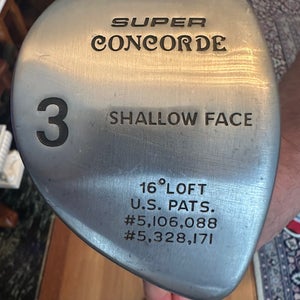 SUPER
CONCORDE
3 SHALLOW FACE
16° LOFT
U.S. PATS.
#5,106,088
#5,328,171